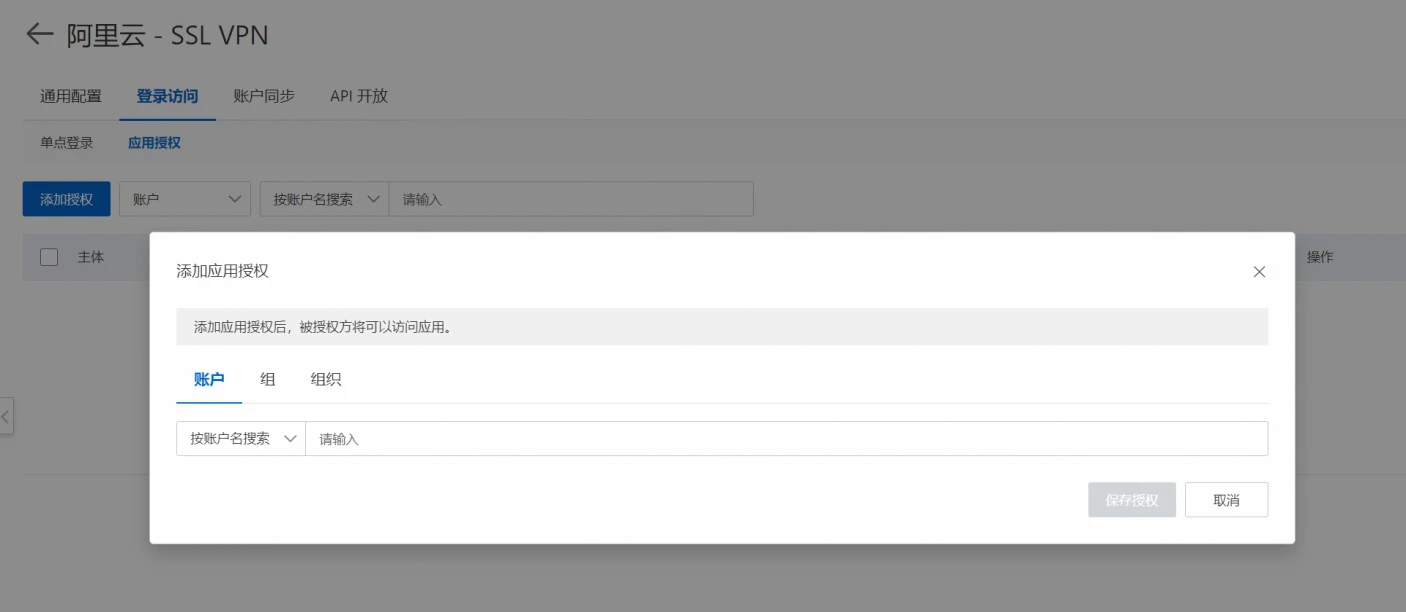 阿里云 - SSL VPN
通用配置 登录访问 账户同步 API 开放
单点登录 应用授权
添加授权 账户 按账户名搜索 请输入
主体 操作
添加应用授权
添加应用授权后，被授权方将可以访问应用。
账户 组 组织
按账户名搜索 请输入
保存授权 取消